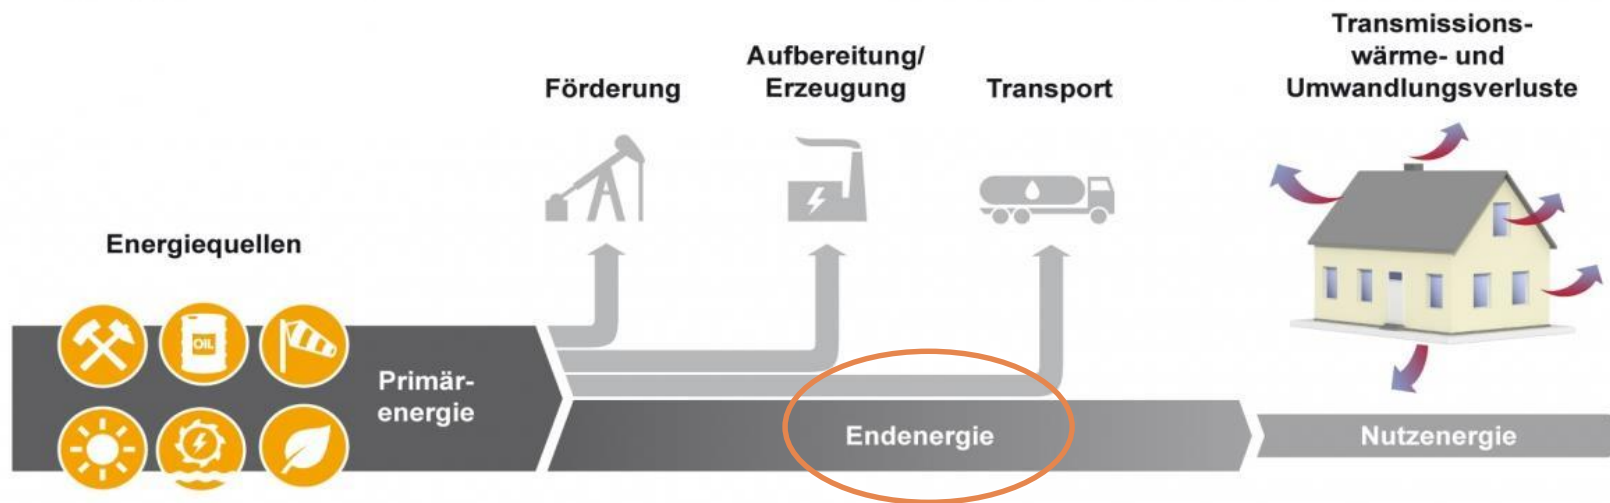 Energiequellen
OIL
Primär-
energie
Förderung
Aufbereitung/
Erzeugung
Transport
Endenergie
Transmissions-
wärme- und
Umwandlungsverluste
Nutzenergie